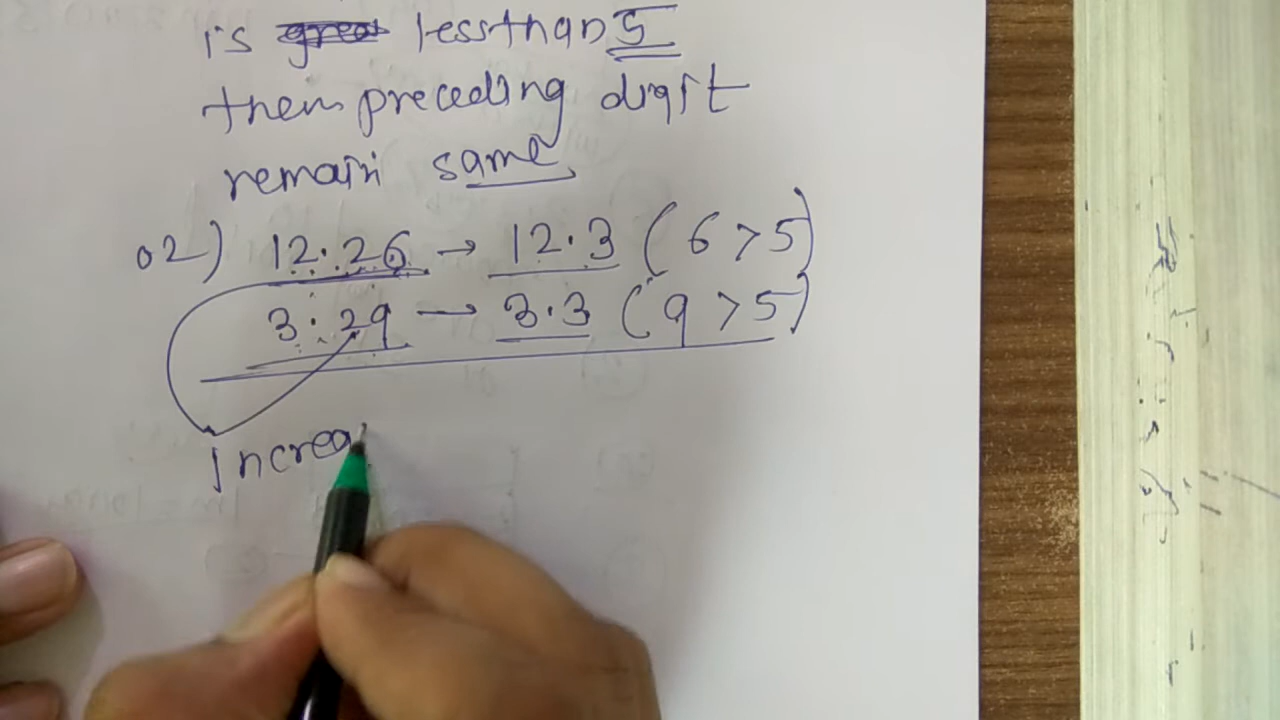 is less than 5
then preceding digit
remain same
02) 12.26 → 12.3 (6 > 5)
3.29 → 3.3 (9 > 5)
Increa